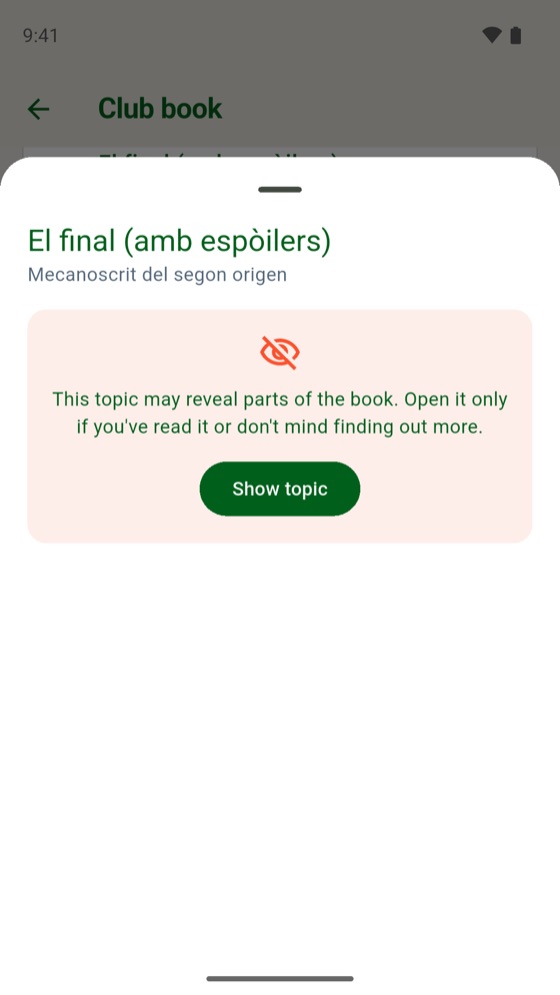 9:41
Club book
El final (amb espòilers)
Mecanoscrit del segon origen
This topic may reveal parts of the book. Open it only
if you've read it or don't mind finding out more.
Show topic